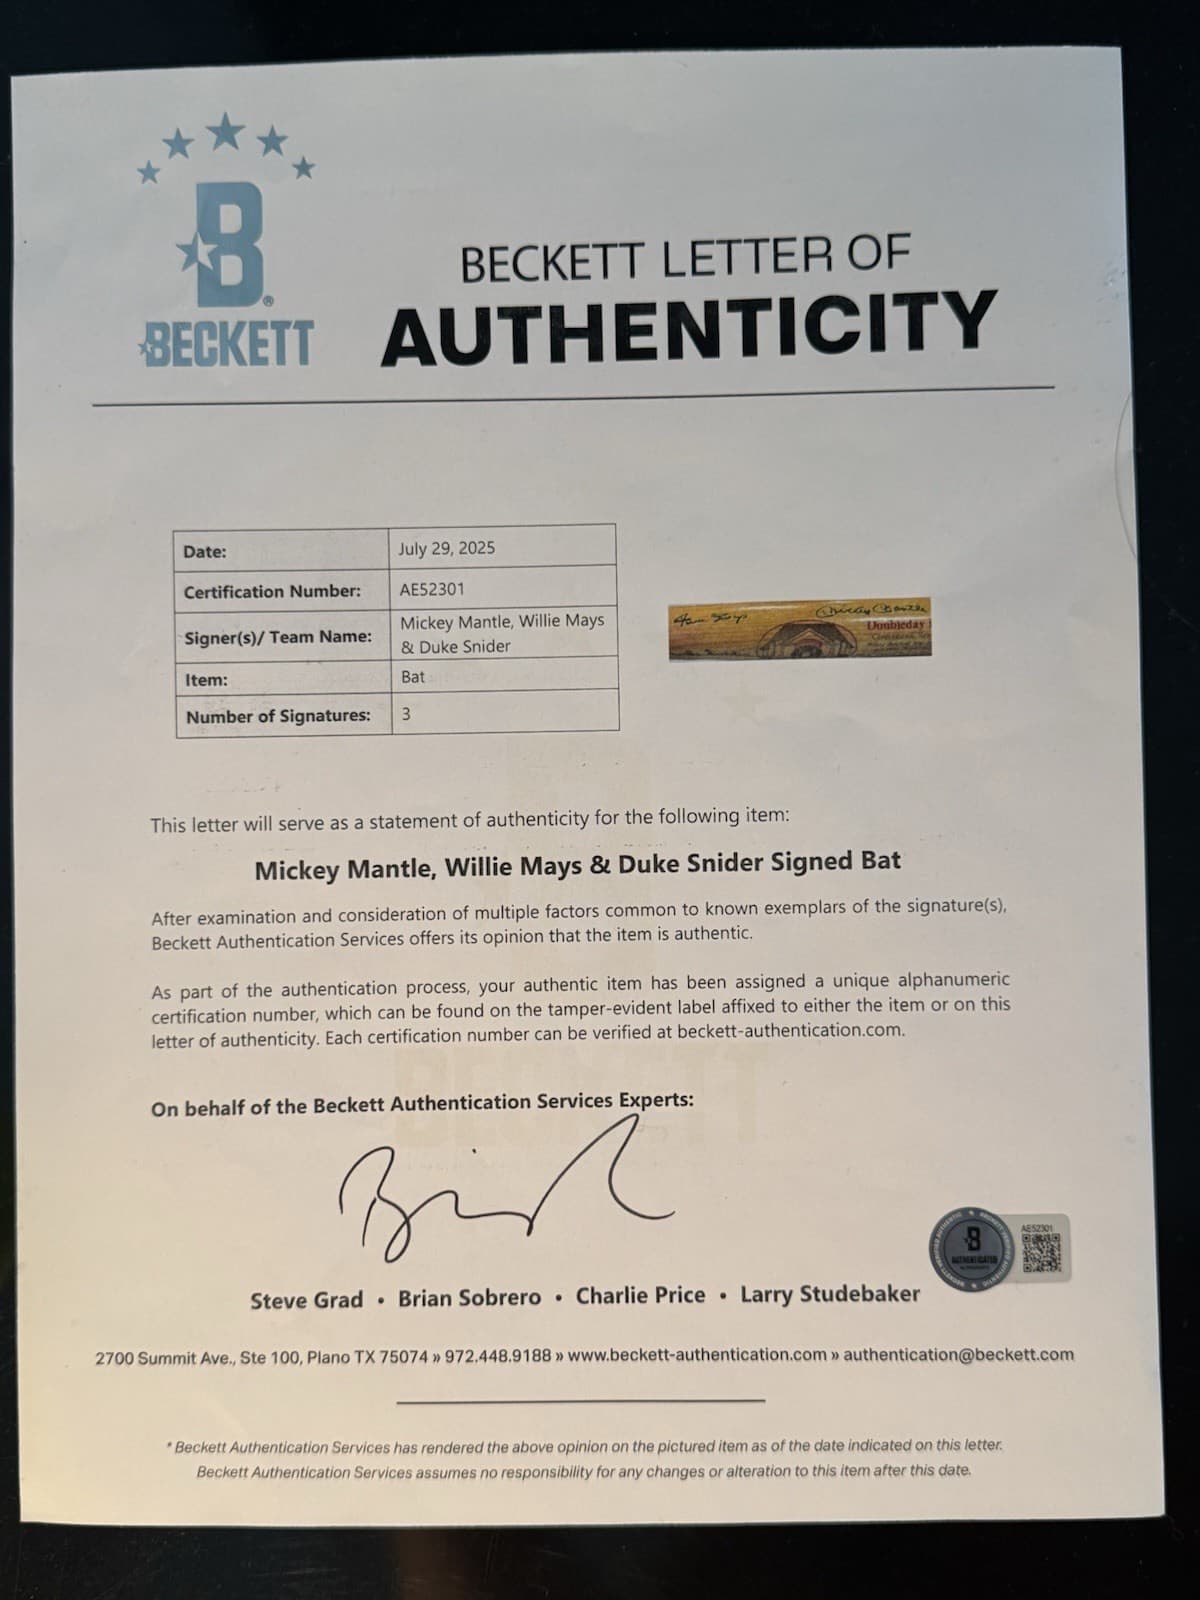 BECKETT LETTER OF
AUTHENTICITY
B
®
BECKETT
Date: July 29, 2025
Certification Number: AE52301
Signer(s)/ Team Name: Mickey Mantle, Willie Mays
& Duke Snider
Item: Bat
Number of Signatures: 3
Mickey Mantle
Doubleday
This letter will serve as a statement of authenticity for the following item:
Mickey Mantle, Willie Mays & Duke Snider Signed Bat
After examination and consideration of multiple factors common to known exemplars of the signature(s),
Beckett Authentication Services offers its opinion that the item is authentic.
As part of the authentication process, your authentic item has been assigned a unique alphanumeric
certification number, which can be found on the tamper-evident label affixed to either the item or on this
letter of authenticity. Each certification number can be verified at beckett-authentication.com.
BECKETT
On behalf of the Beckett Authentication Services Experts:
B
AUTHENTICATED
AE52301
Steve Grad • Brian Sobrero • Charlie Price • Larry Studebaker
2700 Summit Ave., Ste 100, Plano TX 75074 » 972.448.9188 » www.beckett-authentication.com » authentication@beckett.com
* Beckett Authentication Services has rendered the above opinion on the pictured item as of the date indicated on this letter.
Beckett Authentication Services assumes no responsibility for any changes or alteration to this item after this date.